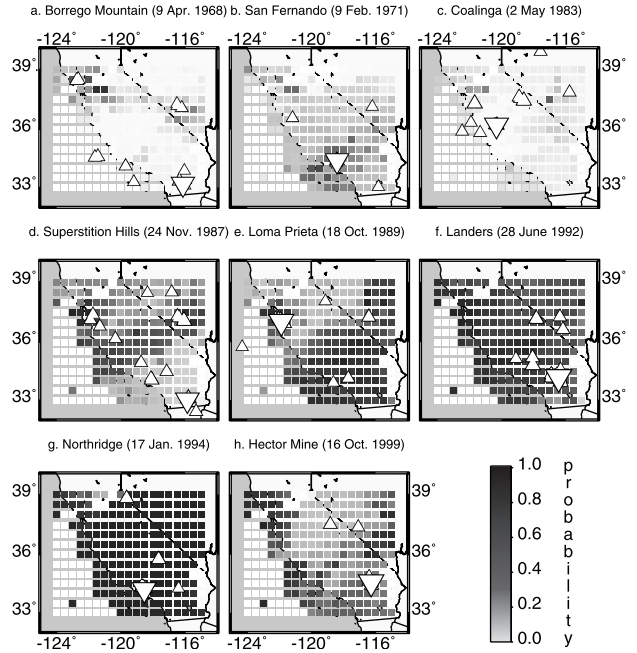 a. Borrego Mountain (9 Apr. 1968) b. San Fernando (9 Feb. 1971) c. Coalinga (2 May 1983)
-124° -120° -116° -124° -120° -116° -124° -120° -116°
39° 39°
36° 36°
33° 33°
d. Superstition Hills (24 Nov. 1987) e. Loma Prieta (18 Oct. 1989) f. Landers (28 June 1992)
39° 39°
36° 36°
33° 33°
g. Northridge (17 Jan. 1994) h. Hector Mine (16 Oct. 1999)
39° 39°
36° 36°
33° 33°
-124° -120° -116° -124° -120° -116°
1.0
0.8
0.6
0.4
0.2
0.0
probability